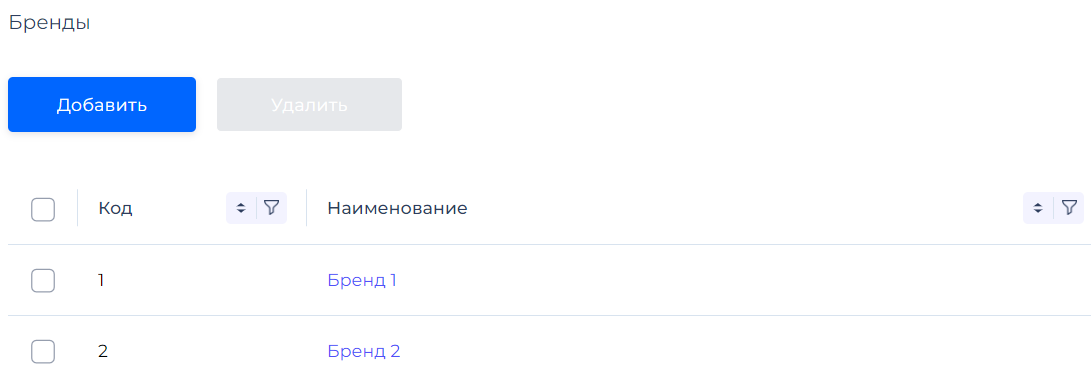 Бренды
Добавить Удалить
Код Наименование
1 Бренд 1
2 Бренд 2